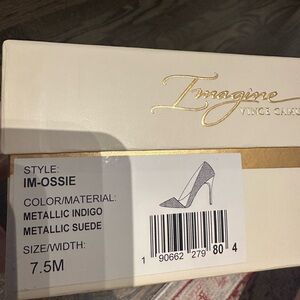 Imagine
VINCE CAMU
STYLE:
IM-OSSIE
COLOR/MATERIAL:
METALLIC INDIGO
METALLIC SUEDE
SIZE/WIDTH:
7.5M
1 90662 279 80 4